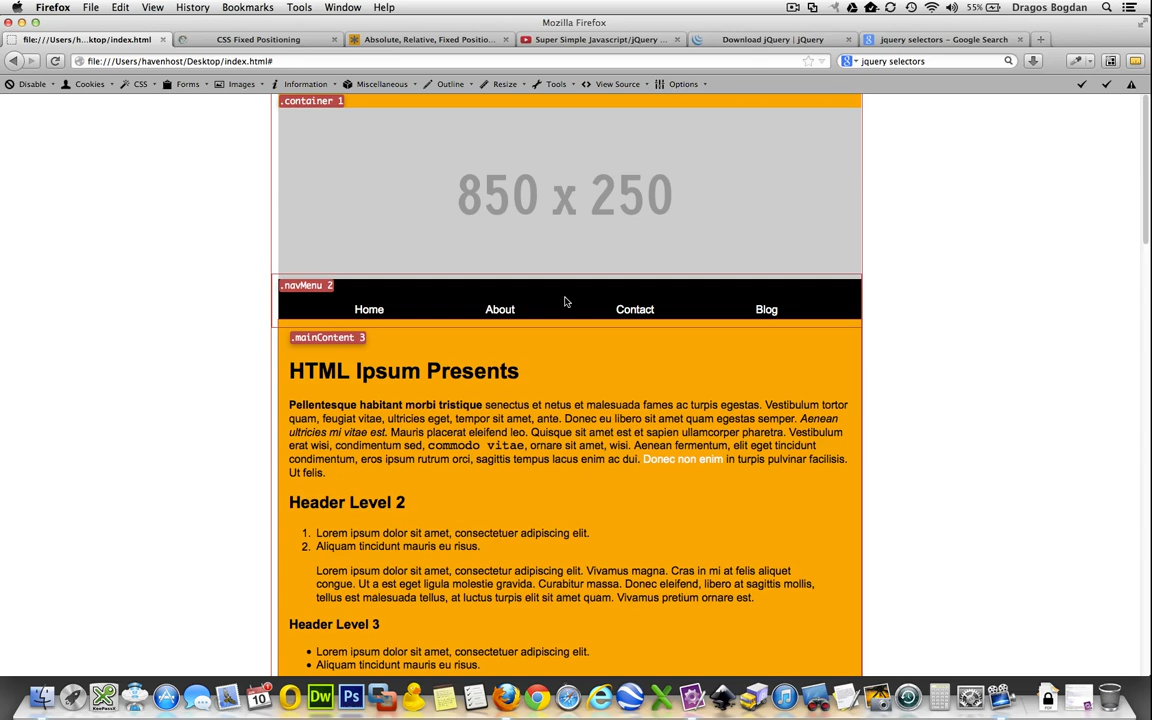 Firefox File Edit View History Bookmarks Tools Window Help 55% Dragos Bogdan
Mozilla Firefox
file:///Users/h...ktop/index.html CSS Fixed Positioning Absolute, Relative, Fixed Positio... Super Simple Javascript/jQuery ... Download jQuery | jQuery jquery selectors - Google Search
file:///Users/havenhost/Desktop/index.html# jquery selectors
Disable Cookies CSS Forms Images Information Miscellaneous Outline Resize Tools View Source Options
.container 1
850 x 250
.navMenu 2
Home About Contact Blog
.mainContent 3
HTML Ipsum Presents
Pellentesque habitant morbi tristique senectus et netus et malesuada fames ac turpis egestas. Vestibulum tortor
quam, feugiat vitae, ultricies eget, tempor sit amet, ante. Donec eu libero sit amet quam egestas semper. Aenean
ultricies mi vitae est. Mauris placerat eleifend leo. Quisque sit amet est et sapien ullamcorper pharetra. Vestibulum
erat wisi, condimentum sed, commodo vitae, ornare sit amet, wisi. Aenean fermentum, elit eget tincidunt
condimentum, eros ipsum rutrum orci, sagittis tempus lacus enim ac dui. Donec non enim in turpis pulvinar facilisis.
Ut felis.
Header Level 2
1. Lorem ipsum dolor sit amet, consectetuer adipiscing elit.
2. Aliquam tincidunt mauris eu risus.
Lorem ipsum dolor sit amet, consectetur adipiscing elit. Vivamus magna. Cras in mi at felis aliquet
congue. Ut a est eget ligula molestie gravida. Curabitur massa. Donec eleifend, libero at sagittis mollis,
tellus est malesuada tellus, at luctus turpis elit sit amet quam. Vivamus pretium ornare est.
Header Level 3
• Lorem ipsum dolor sit amet, consectetuer adipiscing elit.
• Aliquam tincidunt mauris eu risus.
10 Dw Ps